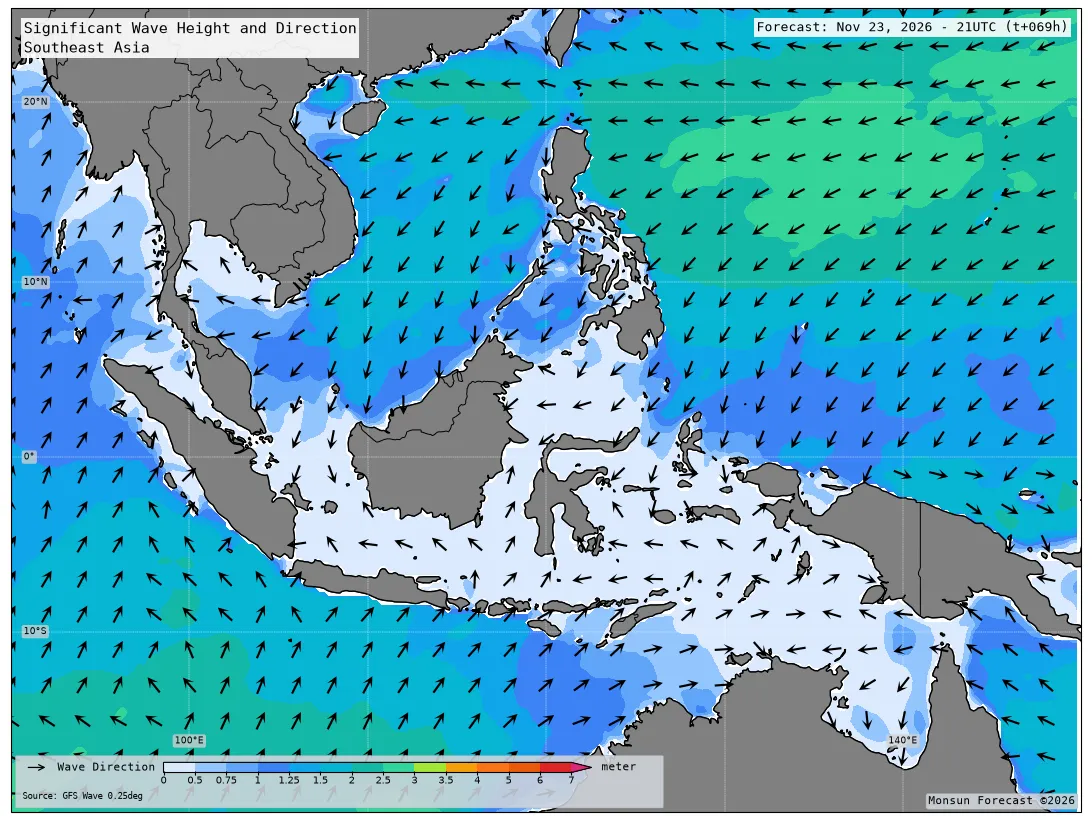 Significant Wave Height and Direction
Southeast Asia
Forecast: Nov 23, 2026 - 21UTC (t+069h)
20°N
10°N
0°
10°S
100°E
140°E
Wave Direction
meter
0 0.5 0.75 1 1.25 1.5 2 2.5 3 3.5 4 5 6 7
Source: GFS Wave 0.25deg
Monsun Forecast ©2026